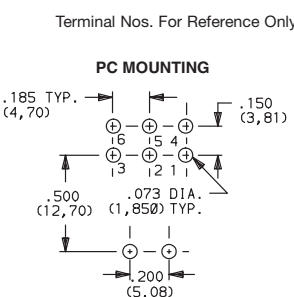 Terminal Nos. For Reference Only
PC MOUNTING
.185 TYP.
(4,70)
.150
(3,81)
6 5 4
3 2 1
.500
(12,70)
.073 DIA.
(1,850) TYP.
.200
(5.08)